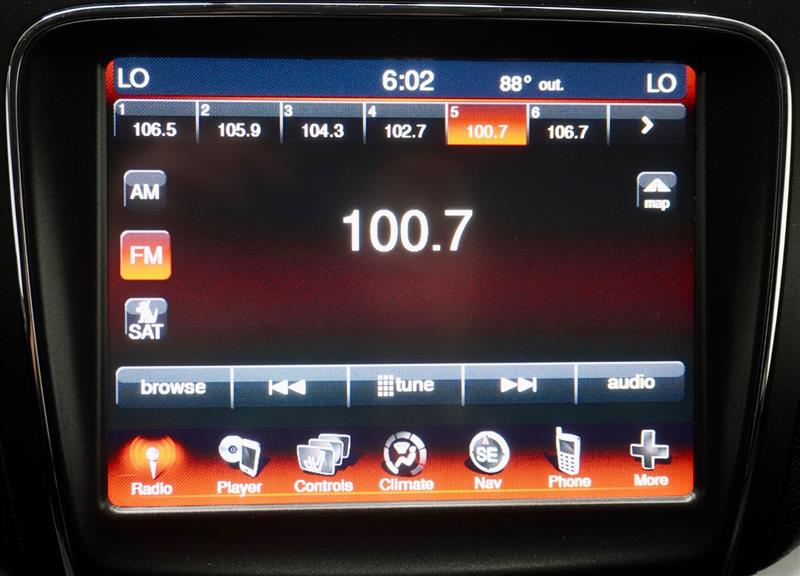 LO 6:02 88° out. LO
1 2 3 4 5 6
106.5 105.9 104.3 102.7 100.7 106.7
AM
map
100.7
FM
SAT
browse tune audio
SE
Radio Player Controls Climate Nav Phone More